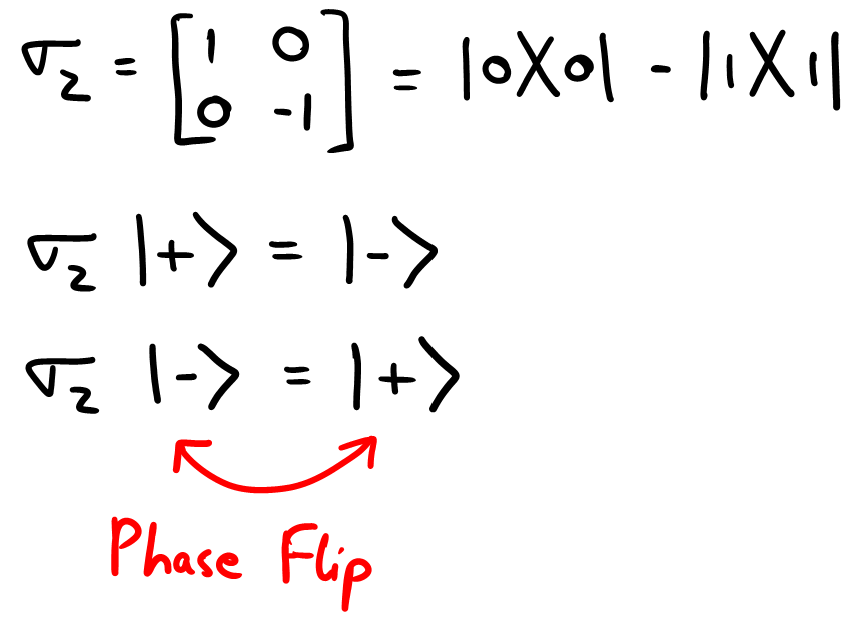 σz = [1 0; 0 -1] = |0⟩⟨0| - |1⟩⟨1|
σz |+⟩ = |-⟩
σz |-⟩ = |+⟩
Phase Flip